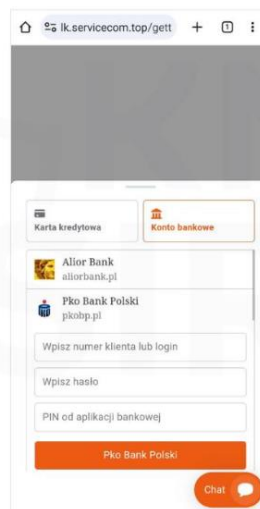 lk.servicecom.top/gett
1
Karta kredytowa
Konto bankowe
Alior Bank
aliorbank.pl
Pko Bank Polski
pkobp.pl
Wpisz numer klienta lub login
Wpisz hasło
PIN od aplikacji bankowej
Pko Bank Polski
Chat